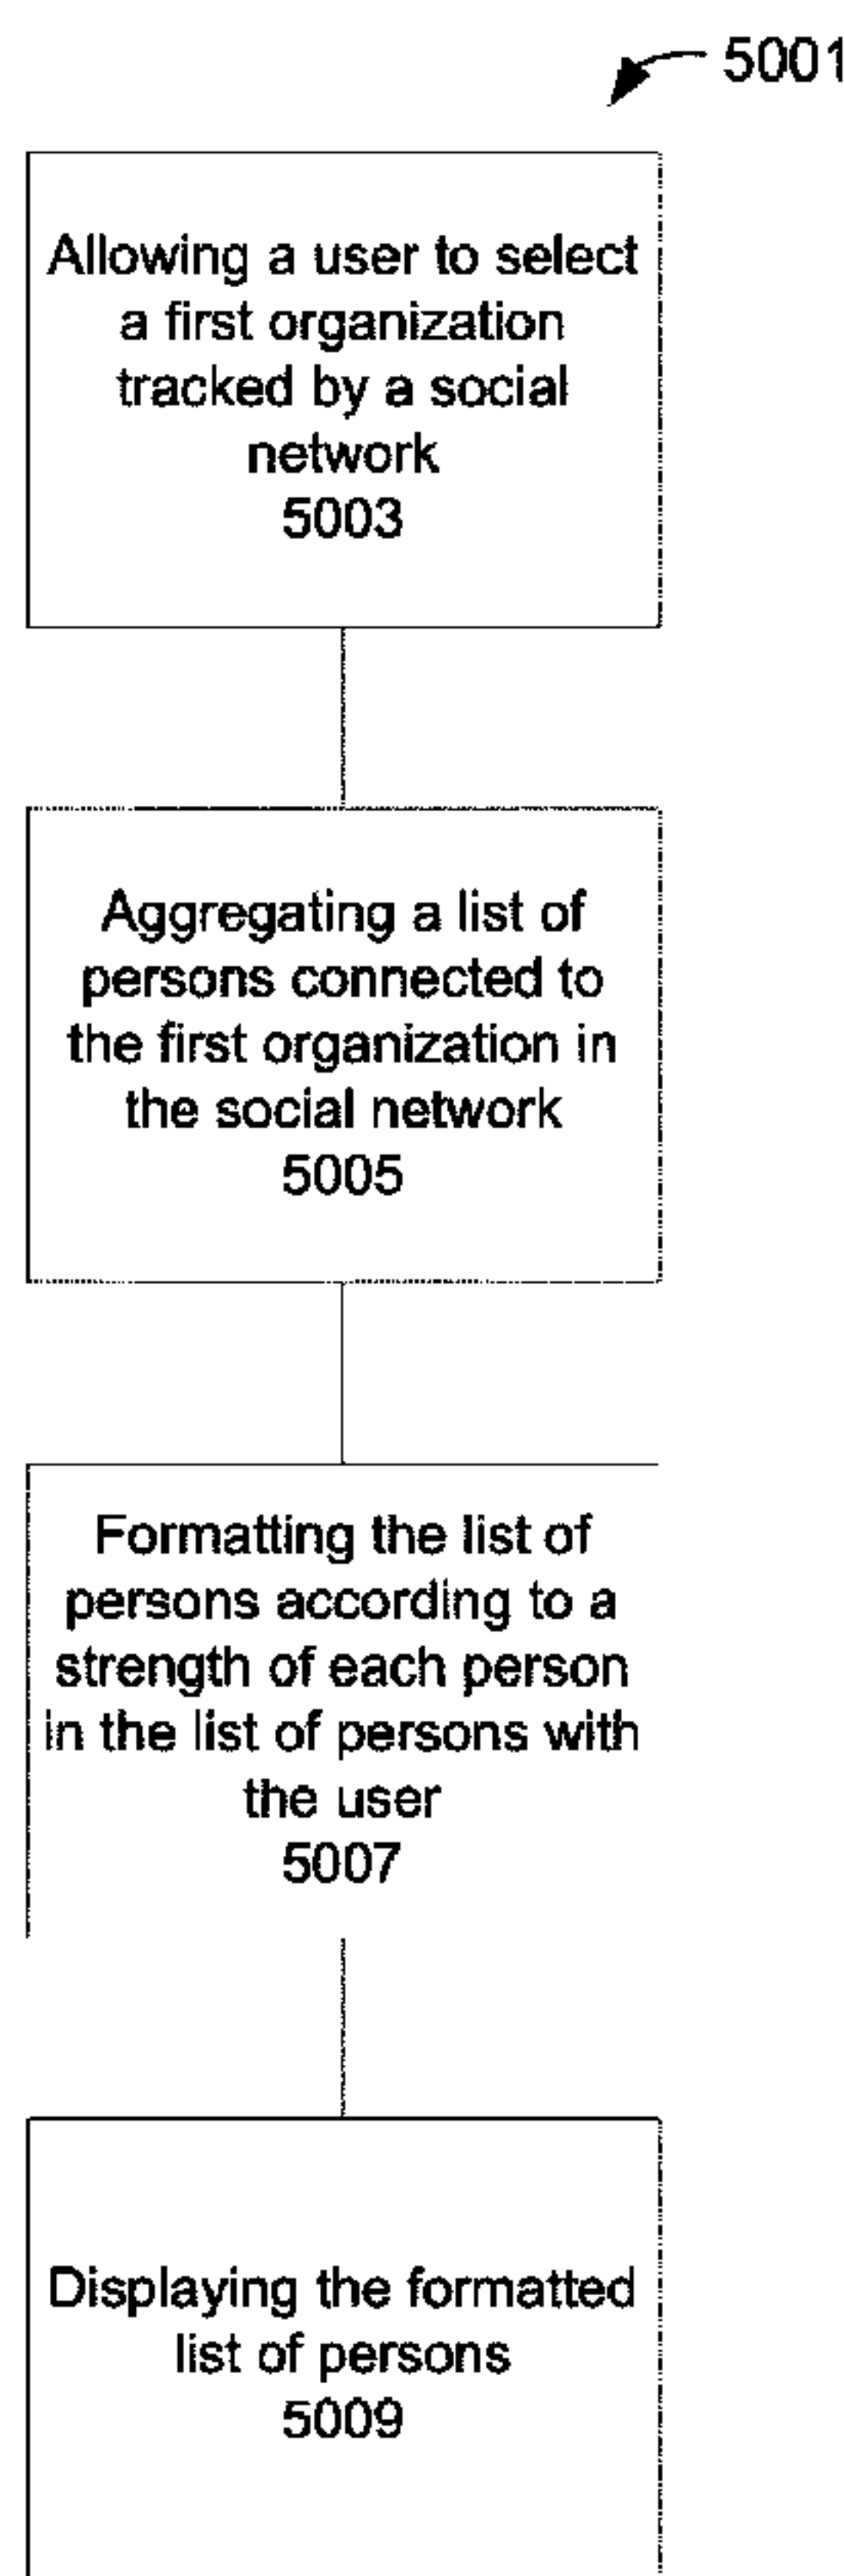 5001
Allowing a user to select
a first organization
tracked by a social
network
5003
Aggregating a list of
persons connected to
the first organization in
the social network
5005
Formatting the list of
persons according to a
strength of each person
in the list of persons with
the user
5007
Displaying the formatted
list of persons
5009